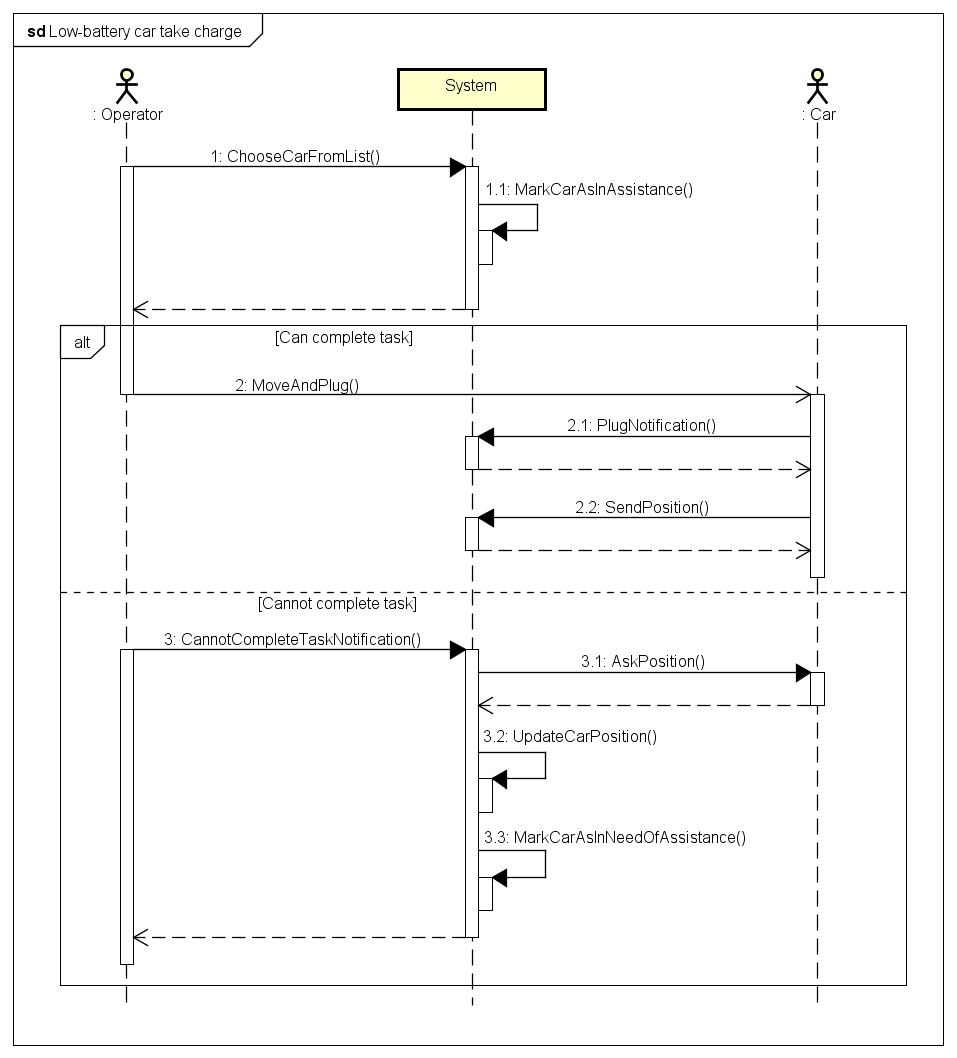 sd Low-battery car take charge
: Operator
System
: Car
1: ChooseCarFromList()
1.1: MarkCarAsInAssistance()
alt
[Can complete task]
2: MoveAndPlug()
2.1: PlugNotification()
2.2: SendPosition()
[Cannot complete task]
3: CannotCompleteTaskNotification()
3.1: AskPosition()
3.2: UpdateCarPosition()
3.3: MarkCarAsInNeedOfAssistance()